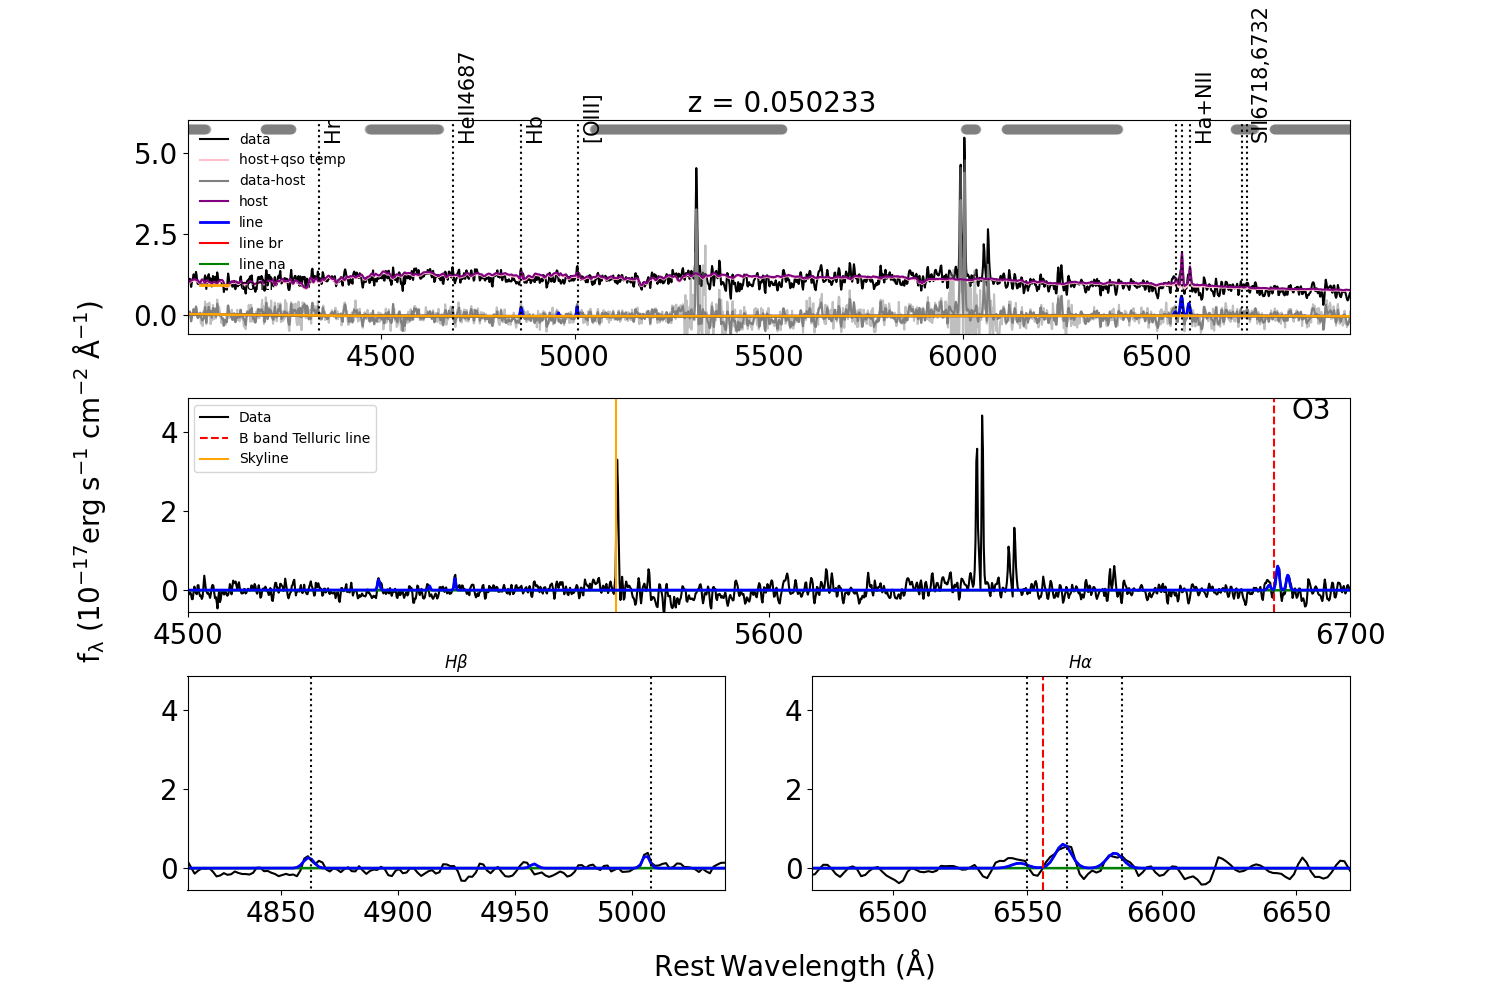 z = 0.050233
Hr
HeII4687
Hb
[OIII]
Ha+NII
SII6718,6732
data
host+qso temp
data-host
host
line
line br
line na
5.0
2.5
0.0
4500 5000 5500 6000 6500
fλ (10⁻¹⁷erg s⁻¹ cm⁻² Å⁻¹)
Data
B band Telluric line
Skyline
O3
4
2
0
4500 5600 6700
Hβ
4
2
0
4850 4900 4950 5000
Hα
4
2
0
6500 6550 6600 6650
Rest Wavelength (Å)